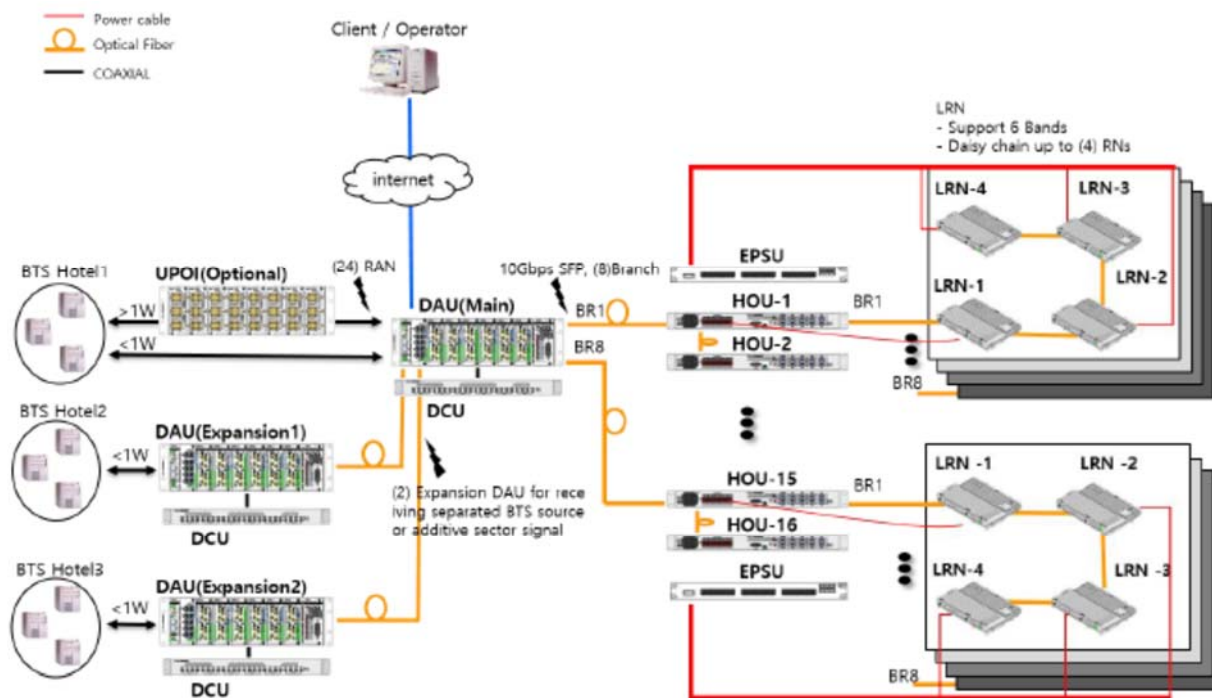 Power cable
Optical Fiber
COAXIAL
Client / Operator
internet
LRN
- Support 6 Bands
- Daisy chain up to (4) RNs
LRN-4
LRN-3
LRN-1
LRN-2
BTS Hotel1
UPOI(Optional)
(24) RAN
10Gbps SFP, (8)Branch
EPSU
>1W
<1W
DAU(Main)
BR1
BR8
HOU-1
BR1
HOU-2
BR8
DCU
BTS Hotel2
DAU(Expansion1)
<1W
DCU
(2) Expansion DAU for rece
iving separated BTS source
or additive sector signal
HOU-15
BR1
HOU-16
EPSU
LRN -1
LRN -2
LRN-4
LRN -3
BR8
BTS Hotel3
DAU(Expansion2)
<1W
DCU